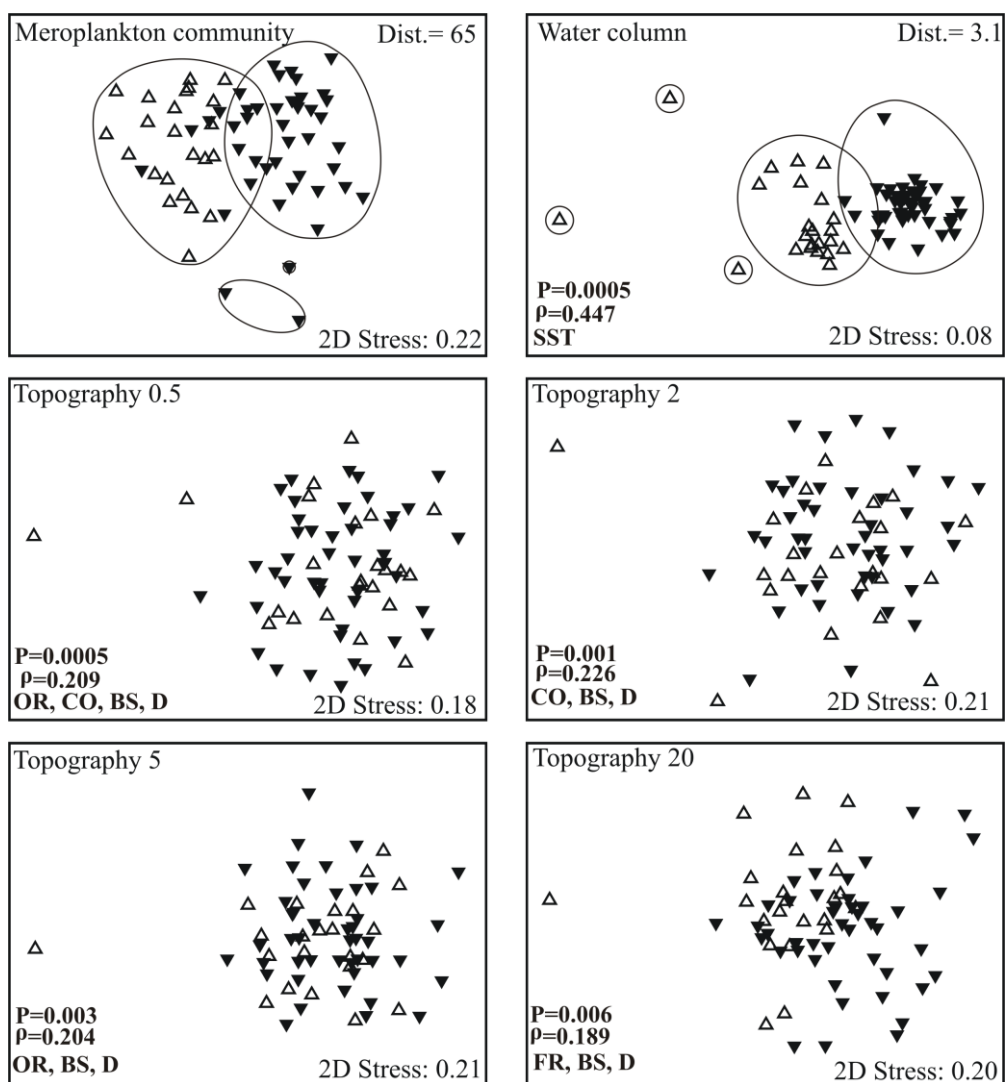 Meroplankton community Dist.= 65
2D Stress: 0.22
Water column Dist.= 3.1
P=0.0005
ρ=0.447
SST
2D Stress: 0.08
Topography 0.5
P=0.0005
ρ=0.209
OR, CO, BS, D
2D Stress: 0.18
Topography 2
P=0.001
ρ=0.226
CO, BS, D
2D Stress: 0.21
Topography 5
P=0.003
ρ=0.204
OR, BS, D
2D Stress: 0.21
Topography 20
P=0.006
ρ=0.189
FR, BS, D
2D Stress: 0.20